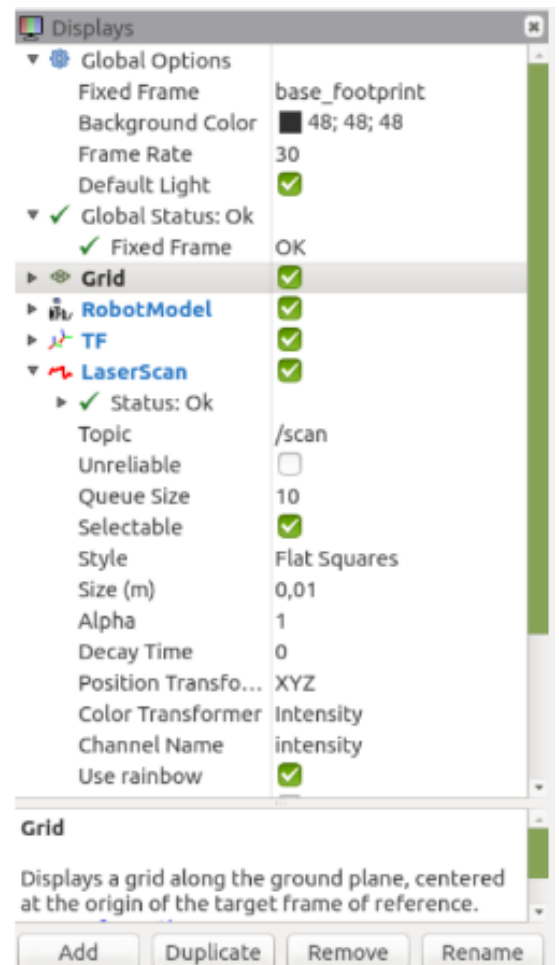 Displays
Global Options
Fixed Frame base_footprint
Background Color 48; 48; 48
Frame Rate 30
Default Light
Global Status: Ok
Fixed Frame OK
Grid
RobotModel
TF
LaserScan
Status: Ok
Topic /scan
Unreliable
Queue Size 10
Selectable
Style Flat Squares
Size (m) 0,01
Alpha 1
Decay Time 0
Position Transfo... XYZ
Color Transformer Intensity
Channel Name intensity
Use rainbow
Grid
Displays a grid along the ground plane, centered
at the origin of the target frame of reference.
Add Duplicate Remove Rename